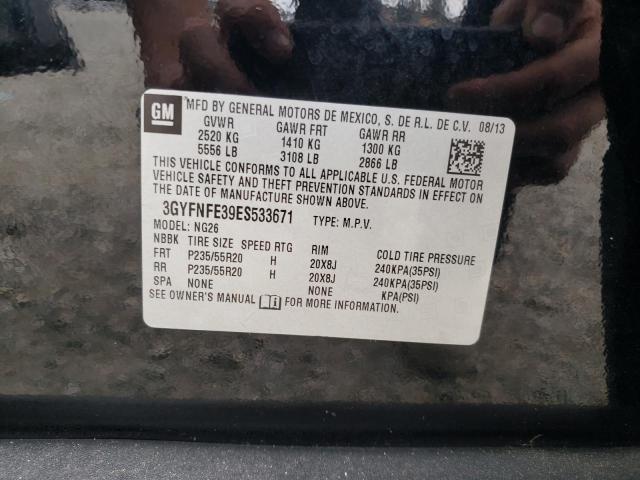 GM
MFD BY GENERAL MOTORS DE MEXICO, S. DE R.L. DE C.V. 08/13
GVWR GAWR FRT GAWR RR
2520 KG 1410 KG 1300 KG
5556 LB 3108 LB 2866 LB
THIS VEHICLE CONFORMS TO ALL APPLICABLE U.S. FEDERAL MOTOR
VEHICLE SAFETY AND THEFT PREVENTION STANDARDS IN EFFECT ON
THE DATE OF MANUFACTURE SHOWN ABOVE.
3GYFNFE39ES533671 TYPE: M.P.V.
MODEL: NG26
NBBK TIRE SIZE SPEED RTG RIM COLD TIRE PRESSURE
FRT P235/55R20 H 20X8J 240KPA(35PSI)
RR P235/55R20 H 20X8J 240KPA(35PSI)
SPA NONE NONE KPA(PSI)
SEE OWNER'S MANUAL FOR MORE INFORMATION.